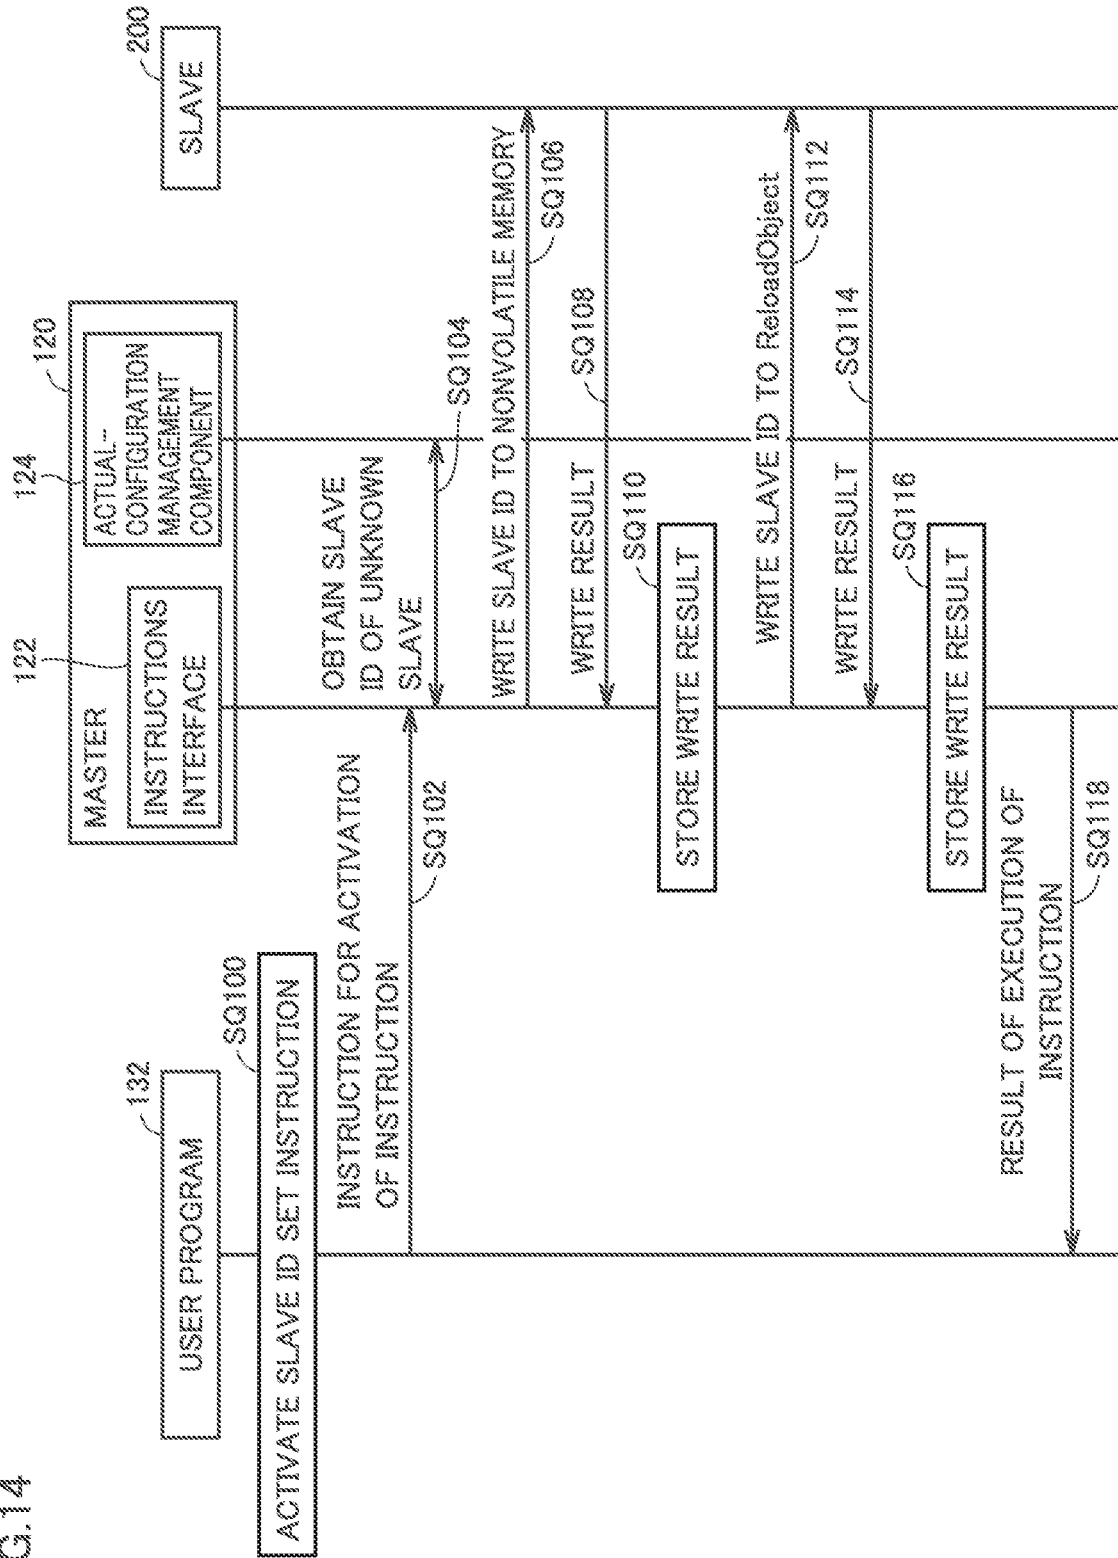 G.14
USER PROGRAM
132
MASTER
120
INSTRUCTIONS
INTERFACE
122
ACTUAL-
CONFIGURATION
MANAGEMENT
COMPONENT
124
SLAVE
200
ACTIVATE SLAVE ID SET INSTRUCTION
SQ100
INSTRUCTION FOR ACTIVATION
OF INSTRUCTION
SQ102
OBTAIN SLAVE
ID OF UNKNOWN
SLAVE
SQ104
WRITE SLAVE ID TO NONVOLATILE MEMORY
SQ106
WRITE RESULT
SQ108
STORE WRITE RESULT
SQ110
WRITE SLAVE ID TO ReloadObject
SQ112
WRITE RESULT
SQ114
STORE WRITE RESULT
SQ116
RESULT OF EXECUTION OF
INSTRUCTION
SQ118